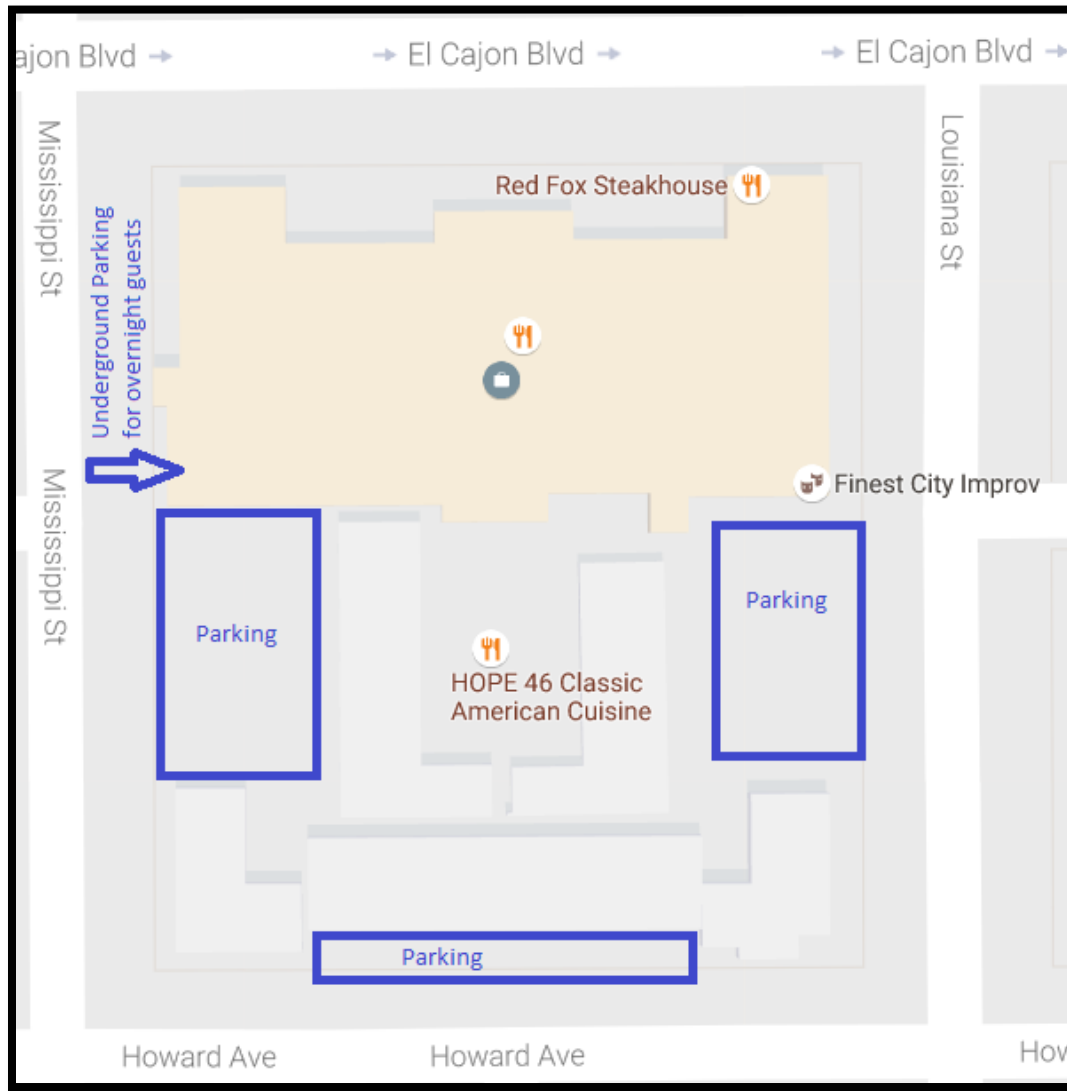 ajon Blvd → → El Cajon Blvd → → El Cajon Blvd →
Mississippi St
Louisiana St
Red Fox Steakhouse
Underground Parking
for overnight guests
Mississippi St
Finest City Improv
Parking
Parking
HOPE 46 Classic
American Cuisine
Parking
Howard Ave Howard Ave How